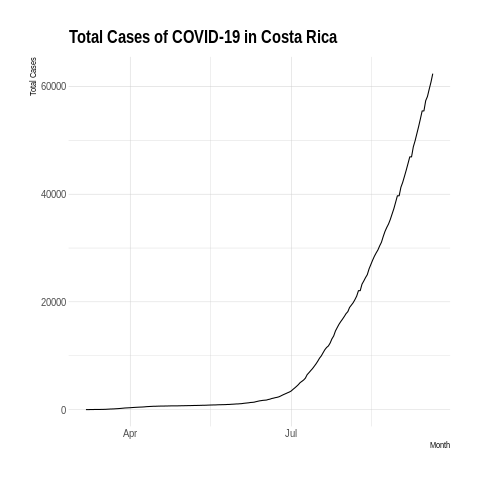 Total Cases of COVID-19 in Costa Rica
Total Cases
60000
40000
20000
0
Apr
Jul
Month